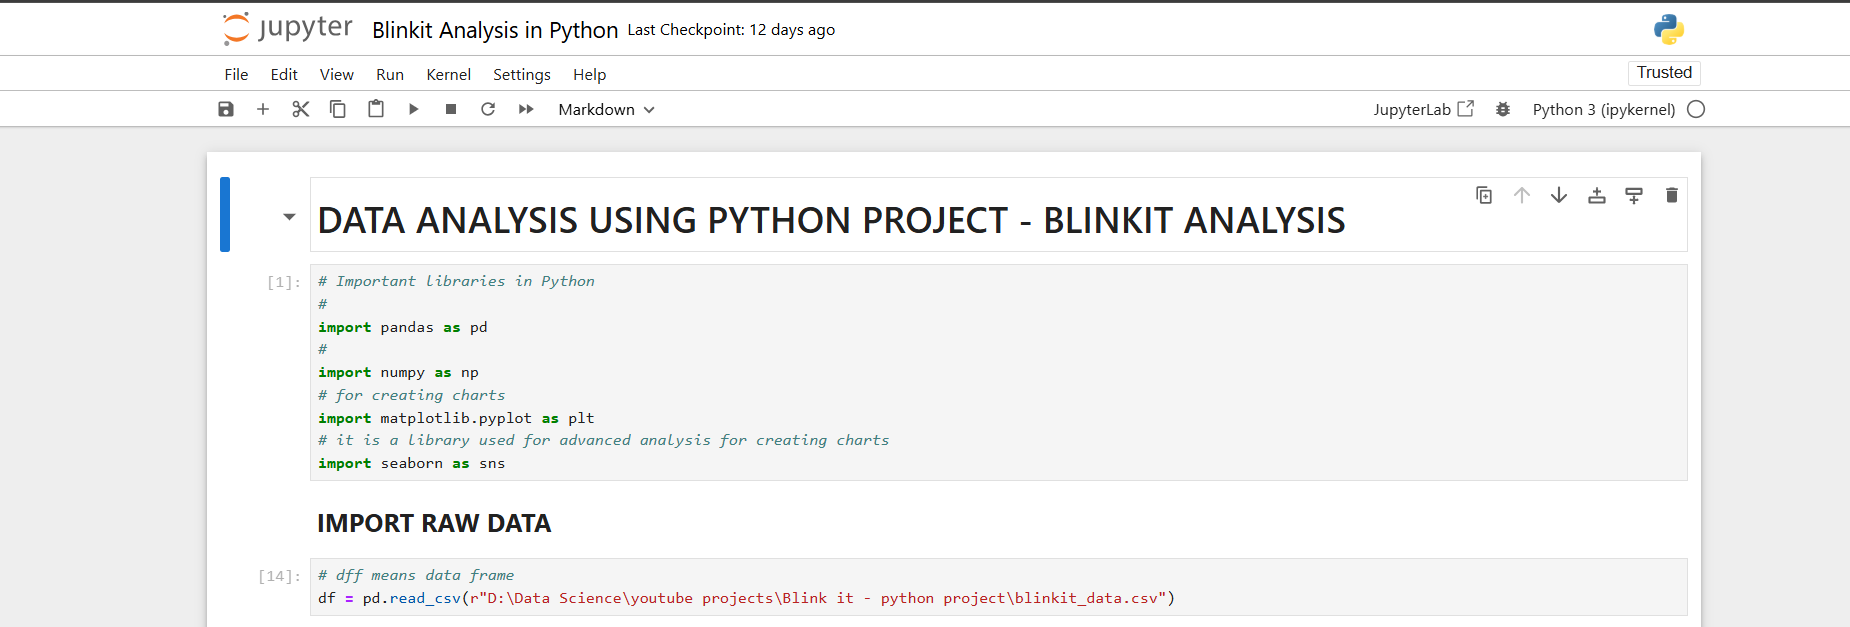 jupyter Blinkit Analysis in Python Last Checkpoint: 12 days ago
File Edit View Run Kernel Settings Help
Trusted
Markdown
JupyterLab
Python 3 (ipykernel)
DATA ANALYSIS USING PYTHON PROJECT - BLINKIT ANALYSIS
[1]:
# Important libraries in Python
#
import pandas as pd
#
import numpy as np
# for creating charts
import matplotlib.pyplot as plt
# it is a library used for advanced analysis for creating charts
import seaborn as sns
IMPORT RAW DATA
[14]:
# dff means data frame
df = pd.read_csv(r"D:\Data Science\youtube projects\Blink it - python project\blinkit_data.csv")